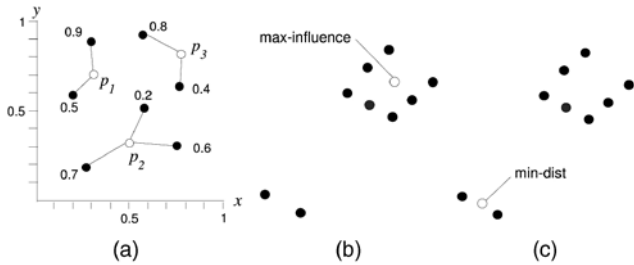 y
1
0.9
0.8
p3
p1
0.5
0.5
0.4
0.2
0.6
p2
0.7
0.5
1
x
(a)
max-influence
(b)
min-dist
(c)